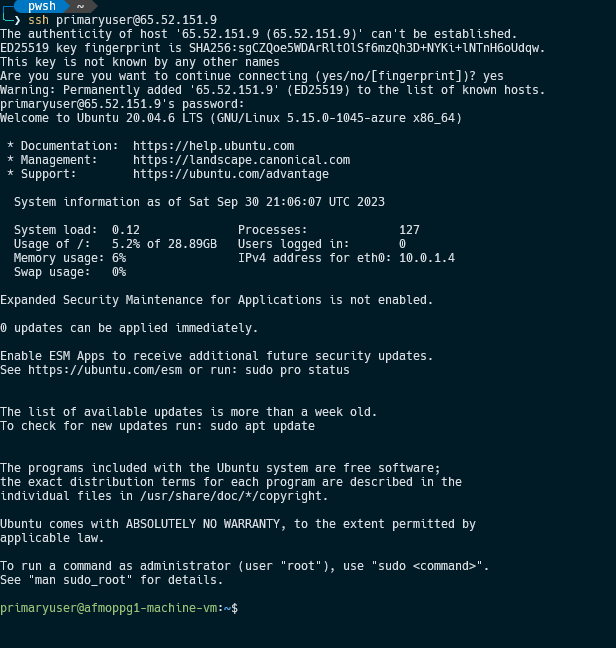 pwsh ~
❯ ssh primaryuser@65.52.151.9
The authenticity of host '65.52.151.9 (65.52.151.9)' can't be established.
ED25519 key fingerprint is SHA256:sgCZQoe5WDArRltOlSf6mzQh3D+NYKi+lNTnH6oUdqw.
This key is not known by any other names
Are you sure you want to continue connecting (yes/no/[fingerprint])? yes
Warning: Permanently added '65.52.151.9' (ED25519) to the list of known hosts.
primaryuser@65.52.151.9's password:
Welcome to Ubuntu 20.04.6 LTS (GNU/Linux 5.15.0-1045-azure x86_64)
* Documentation:  https://help.ubuntu.com
* Management:     https://landscape.canonical.com
* Support:        https://ubuntu.com/advantage
System information as of Sat Sep 30 21:06:07 UTC 2023
System load:  0.12              Processes:             127
Usage of /:   5.2% of 28.89GB   Users logged in:       0
Memory usage: 6%                IPv4 address for eth0: 10.0.1.4
Swap usage:   0%
Expanded Security Maintenance for Applications is not enabled.
0 updates can be applied immediately.
Enable ESM Apps to receive additional future security updates.
See https://ubuntu.com/esm or run: sudo pro status
The list of available updates is more than a week old.
To check for new updates run: sudo apt update
The programs included with the Ubuntu system are free software;
the exact distribution terms for each program are described in the
individual files in /usr/share/doc/*/copyright.
Ubuntu comes with ABSOLUTELY NO WARRANTY, to the extent permitted by
applicable law.
To run a command as administrator (user "root"), use "sudo <command>".
See "man sudo_root" for details.
primaryuser@afmoppg1-machine-vm:~$